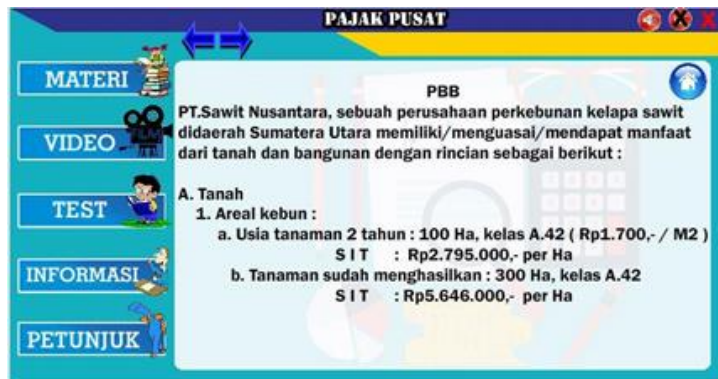 PAJAK PUSAT
MATERI
VIDEO
TEST
INFORMASI
PETUNJUK
PBB
PT.Sawit Nusantara, sebuah perusahaan perkebunan kelapa sawit
didaerah Sumatera Utara memiliki/menguasai/mendapat manfaat
dari tanah dan bangunan dengan rincian sebagai berikut :
A. Tanah
1. Areal kebun :
a. Usia tanaman 2 tahun : 100 Ha, kelas A.42 ( Rp1.700,- / M2 )
S I T : Rp2.795.000,- per Ha
b. Tanaman sudah menghasilkan : 300 Ha, kelas A.42
S I T : Rp5.646.000,- per Ha